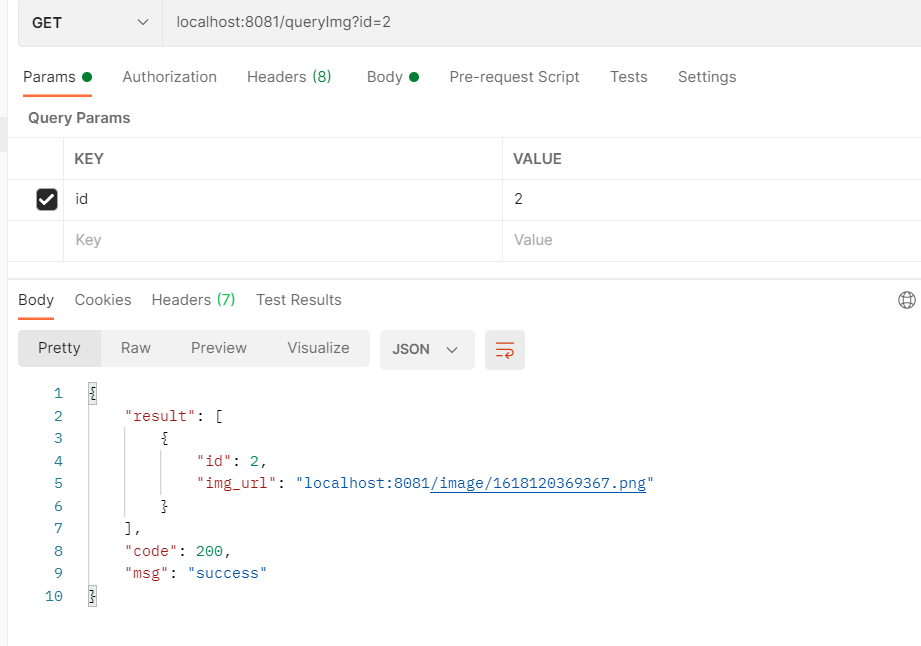 GET localhost:8081/queryImg?id=2
Params Authorization Headers (8) Body Pre-request Script Tests Settings
Query Params
KEY VALUE
id 2
Key Value
Body Cookies Headers (7) Test Results
Pretty Raw Preview Visualize JSON
1 {
2 "result": [
3 {
4 "id": 2,
5 "img_url": "localhost:8081/image/1618120369367.png"
6 }
7 ],
8 "code": 200,
9 "msg": "success"
10 }